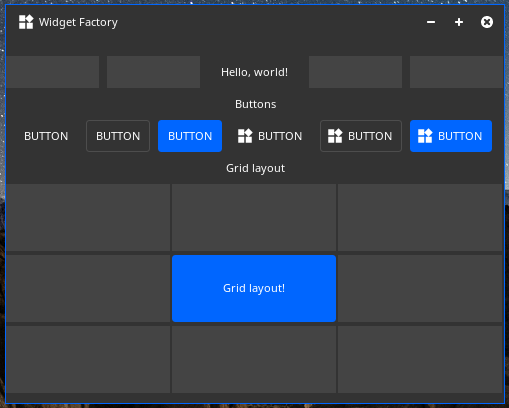 Widget Factory
Hello, world!
Buttons
BUTTON BUTTON BUTTON BUTTON BUTTON BUTTON
Grid layout
Grid layout!